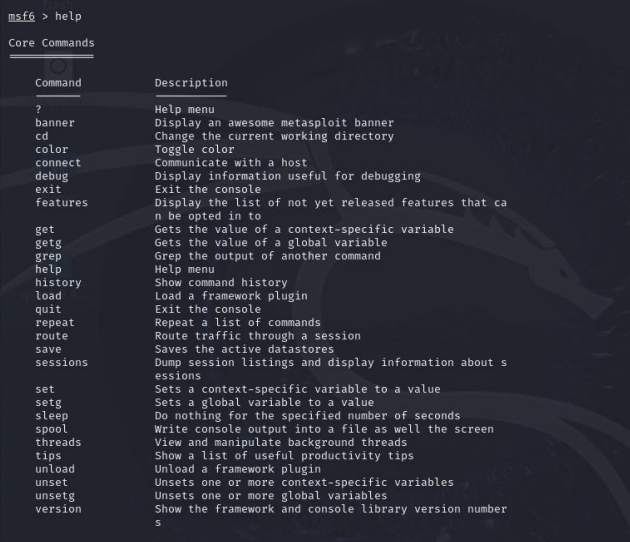 msf6 > help
Core Commands
Command Description
? Help menu
banner Display an awesome metasploit banner
cd Change the current working directory
color Toggle color
connect Communicate with a host
debug Display information useful for debugging
exit Exit the console
features Display the list of not yet released features that ca
n be opted in to
get Gets the value of a context-specific variable
getg Gets the value of a global variable
grep Grep the output of another command
help Help menu
history Show command history
load Load a framework plugin
quit Exit the console
repeat Repeat a list of commands
route Route traffic through a session
save Saves the active datastores
sessions Dump session listings and display information about s
essions
set Sets a context-specific variable to a value
setg Sets a global variable to a value
sleep Do nothing for the specified number of seconds
spool Write console output into a file as well the screen
threads View and manipulate background threads
tips Show a list of useful productivity tips
unload Unload a framework plugin
unset Unsets one or more context-specific variables
unsetg Unsets one or more global variables
version Show the framework and console library version number
s